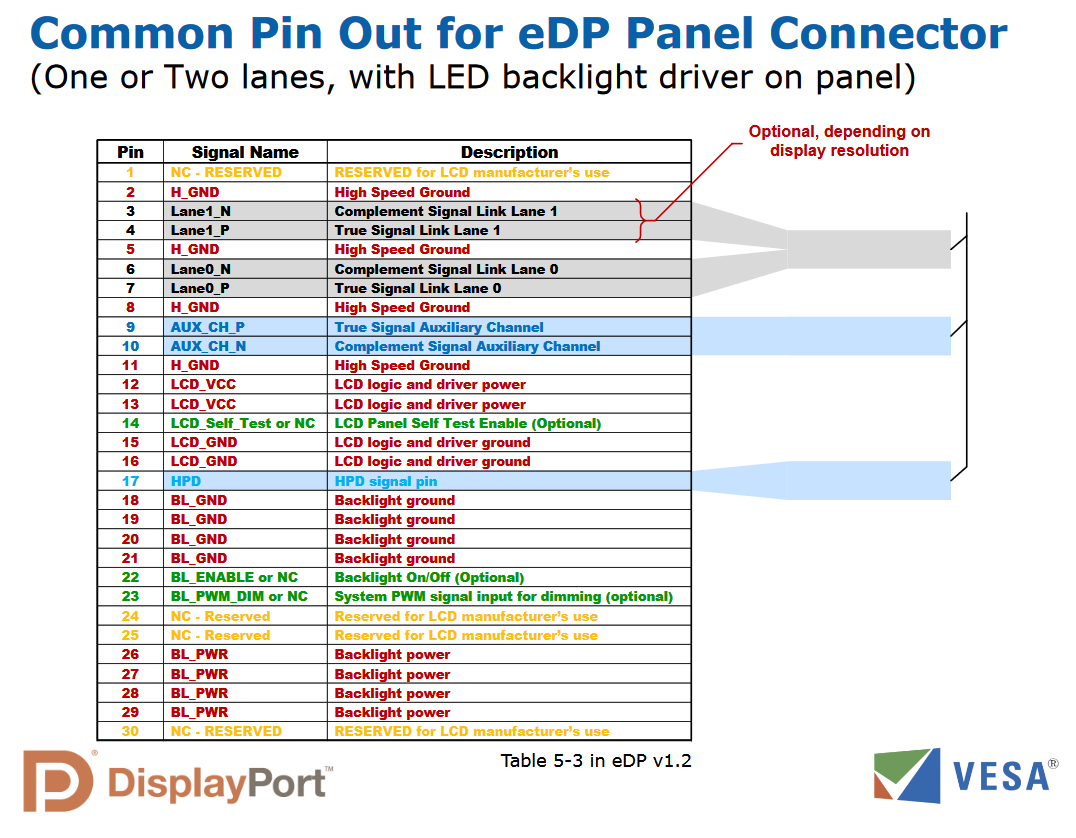 Common Pin Out for eDP Panel Connector
(One or Two lanes, with LED backlight driver on panel)
Optional, depending on
display resolution
Pin Signal Name Description
1 NC - RESERVED RESERVED for LCD manufacturer’s use
2 H_GND High Speed Ground
3 Lane1_N Complement Signal Link Lane 1
4 Lane1_P True Signal Link Lane 1
5 H_GND High Speed Ground
6 Lane0_N Complement Signal Link Lane 0
7 Lane0_P True Signal Link Lane 0
8 H_GND High Speed Ground
9 AUX_CH_P True Signal Auxiliary Channel
10 AUX_CH_N Complement Signal Auxiliary Channel
11 H_GND High Speed Ground
12 LCD_VCC LCD logic and driver power
13 LCD_VCC LCD logic and driver power
14 LCD_Self_Test or NC LCD Panel Self Test Enable (Optional)
15 LCD_GND LCD logic and driver ground
16 LCD_GND LCD logic and driver ground
17 HPD HPD signal pin
18 BL_GND Backlight ground
19 BL_GND Backlight ground
20 BL_GND Backlight ground
21 BL_GND Backlight ground
22 BL_ENABLE or NC Backlight On/Off (Optional)
23 BL_PWM_DIM or NC System PWM signal input for dimming (optional)
24 NC - Reserved Reserved for LCD manufacturer’s use
25 NC - Reserved Reserved for LCD manufacturer’s use
26 BL_PWR Backlight power
27 BL_PWR Backlight power
28 BL_PWR Backlight power
29 BL_PWR Backlight power
30 NC - RESERVED RESERVED for LCD manufacturer’s use
Table 5-3 in eDP v1.2
® DisplayPort™
VESA®